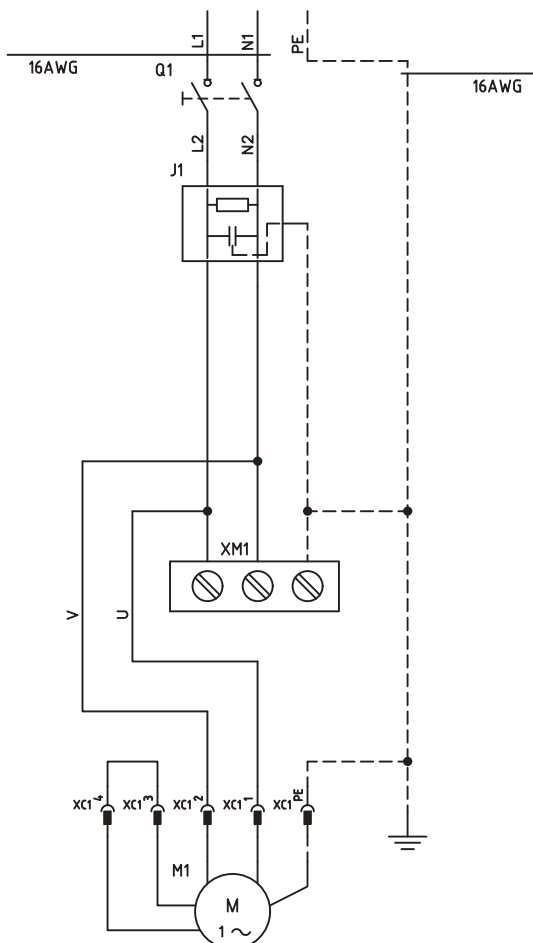 L1
N1
PE
16AWG
Q1
16AWG
L2
N2
J1
XM1
V
U
XC1 4
XC1 3
XC1 2
XC1 1
XC1 PE
M1
M
1 ~